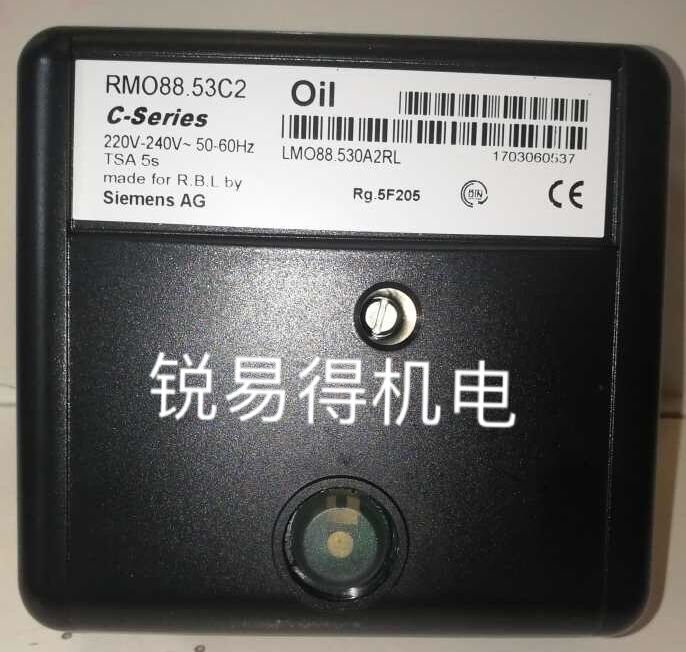 RMO88.53C2
Oil
C-Series
220V-240V~ 50-60Hz
LMO88.530A2RL
1703060537
TSA 5s
made for R.B.L by
Siemens AG
Rg.5F205
DIN
CE
锐易得机电